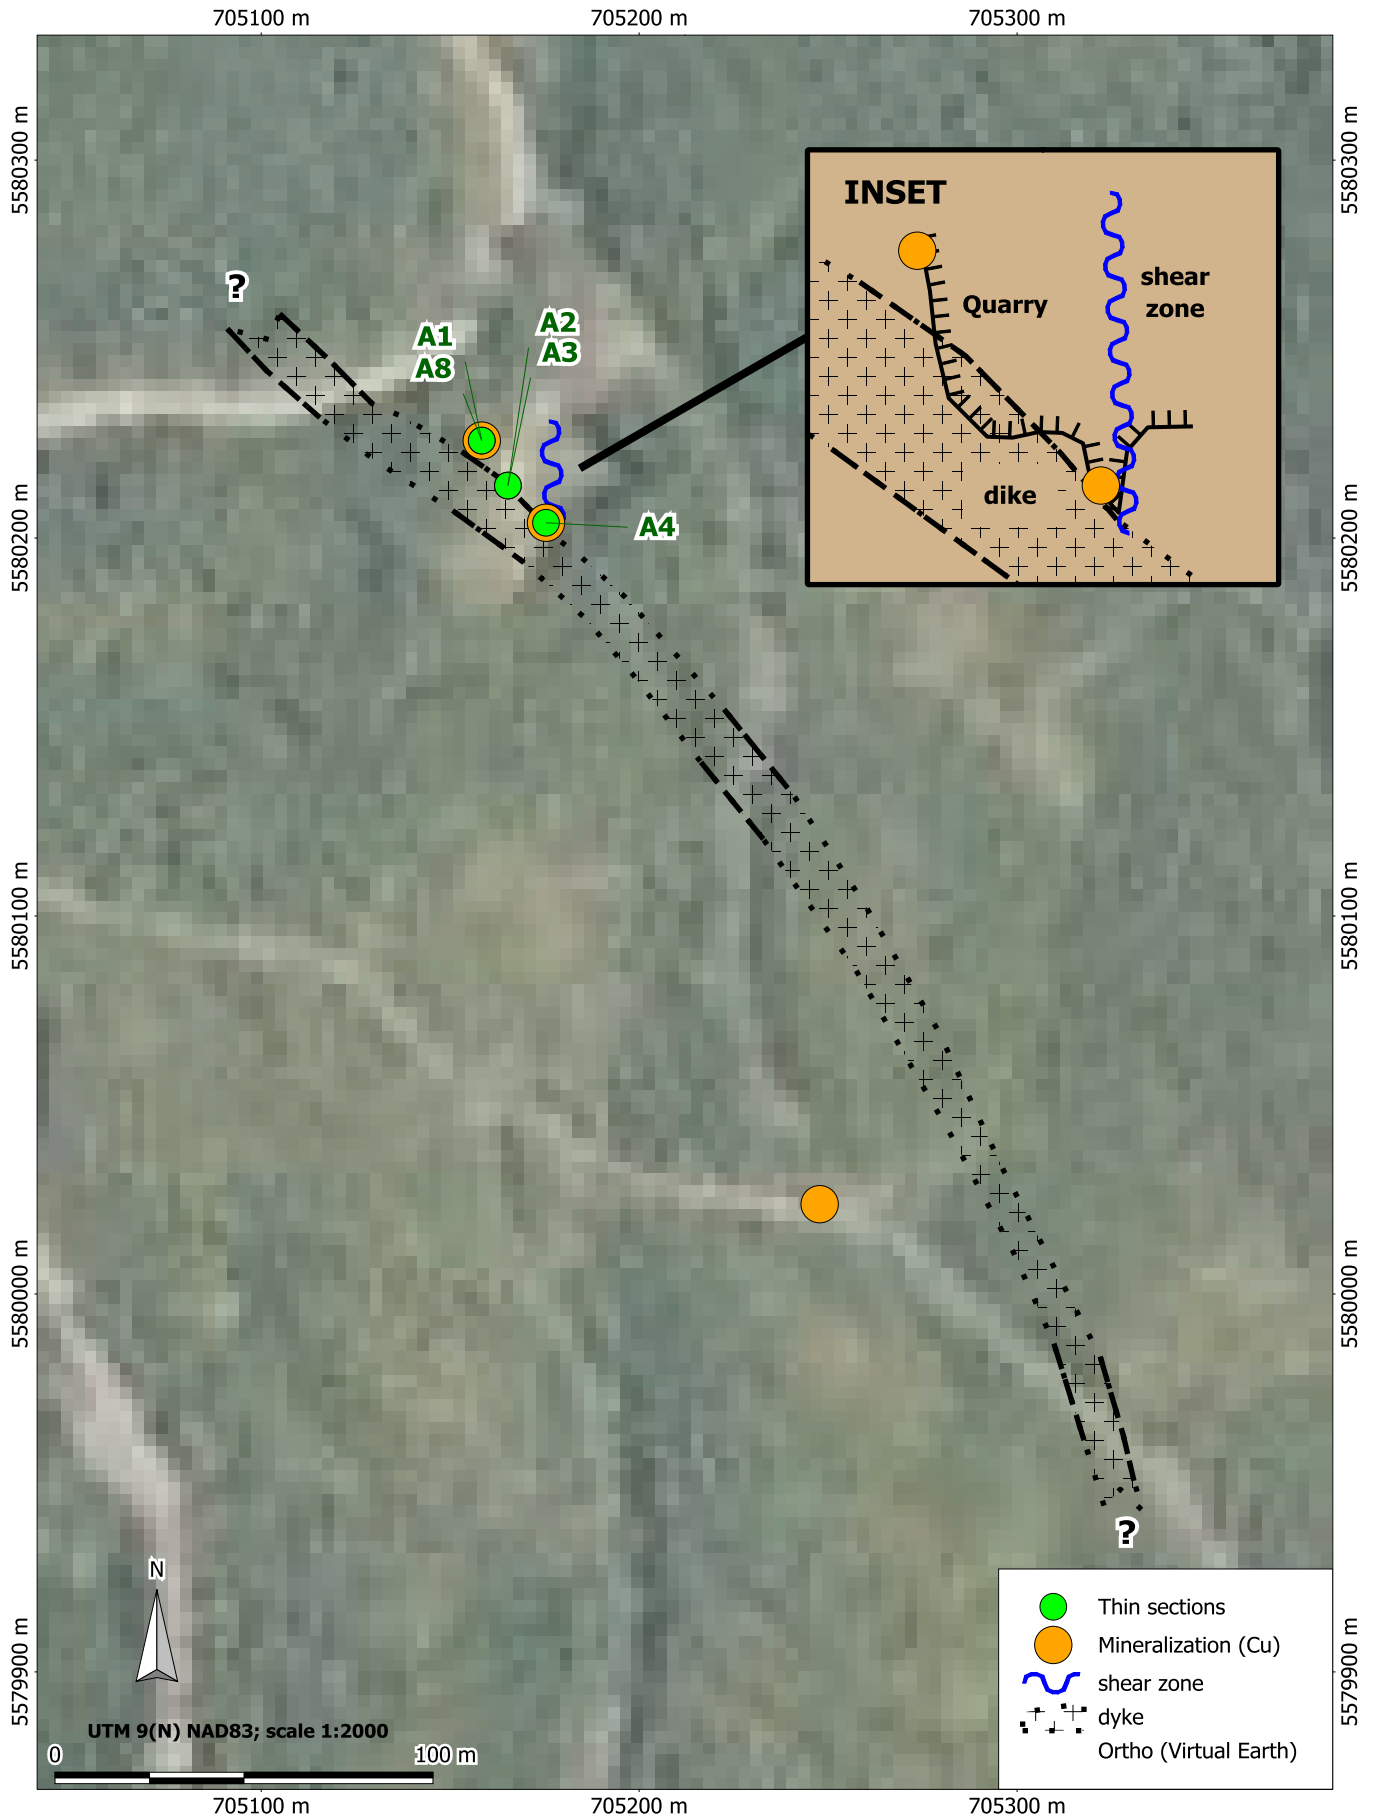 705100 m
705200 m
705300 m
5580300 m
5580300 m
INSET
shear
zone
Quarry
dike
?
A1
A8
A2
A3
A4
5580200 m
5580200 m
5580100 m
5580100 m
5580000 m
5580000 m
?
N
Thin sections
Mineralization (Cu)
shear zone
dyke
Ortho (Virtual Earth)
5579900 m
5579900 m
UTM 9(N) NAD83; scale 1:2000
0
100 m
705100 m
705200 m
705300 m